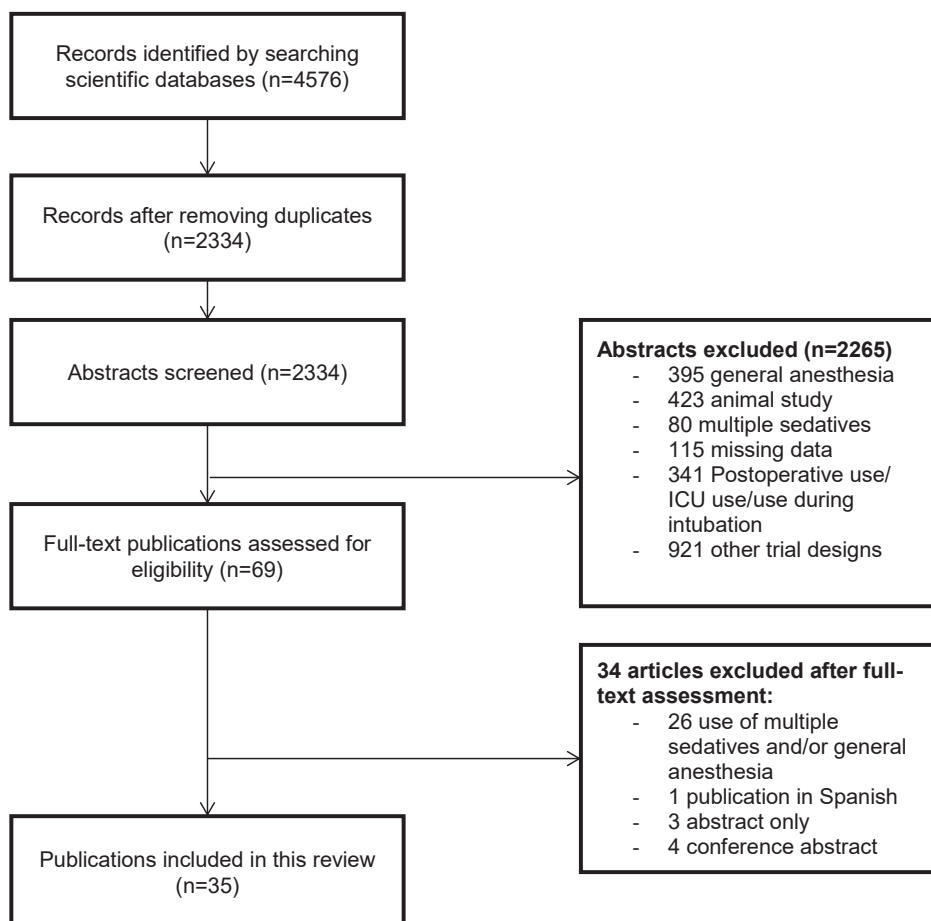 Records identified by searching
scientific databases (n=4576)
Records after removing duplicates
(n=2334)
Abstracts screened (n=2334)
Abstracts excluded (n=2265)
- 395 general anesthesia
- 423 animal study
- 80 multiple sedatives
- 115 missing data
- 341 Postoperative use/
ICU use/use during
intubation
- 921 other trial designs
Full-text publications assessed for
eligibility (n=69)
34 articles excluded after full-
text assessment:
- 26 use of multiple
sedatives and/or general
anesthesia
- 1 publication in Spanish
- 3 abstract only
- 4 conference abstract
Publications included in this review
(n=35)